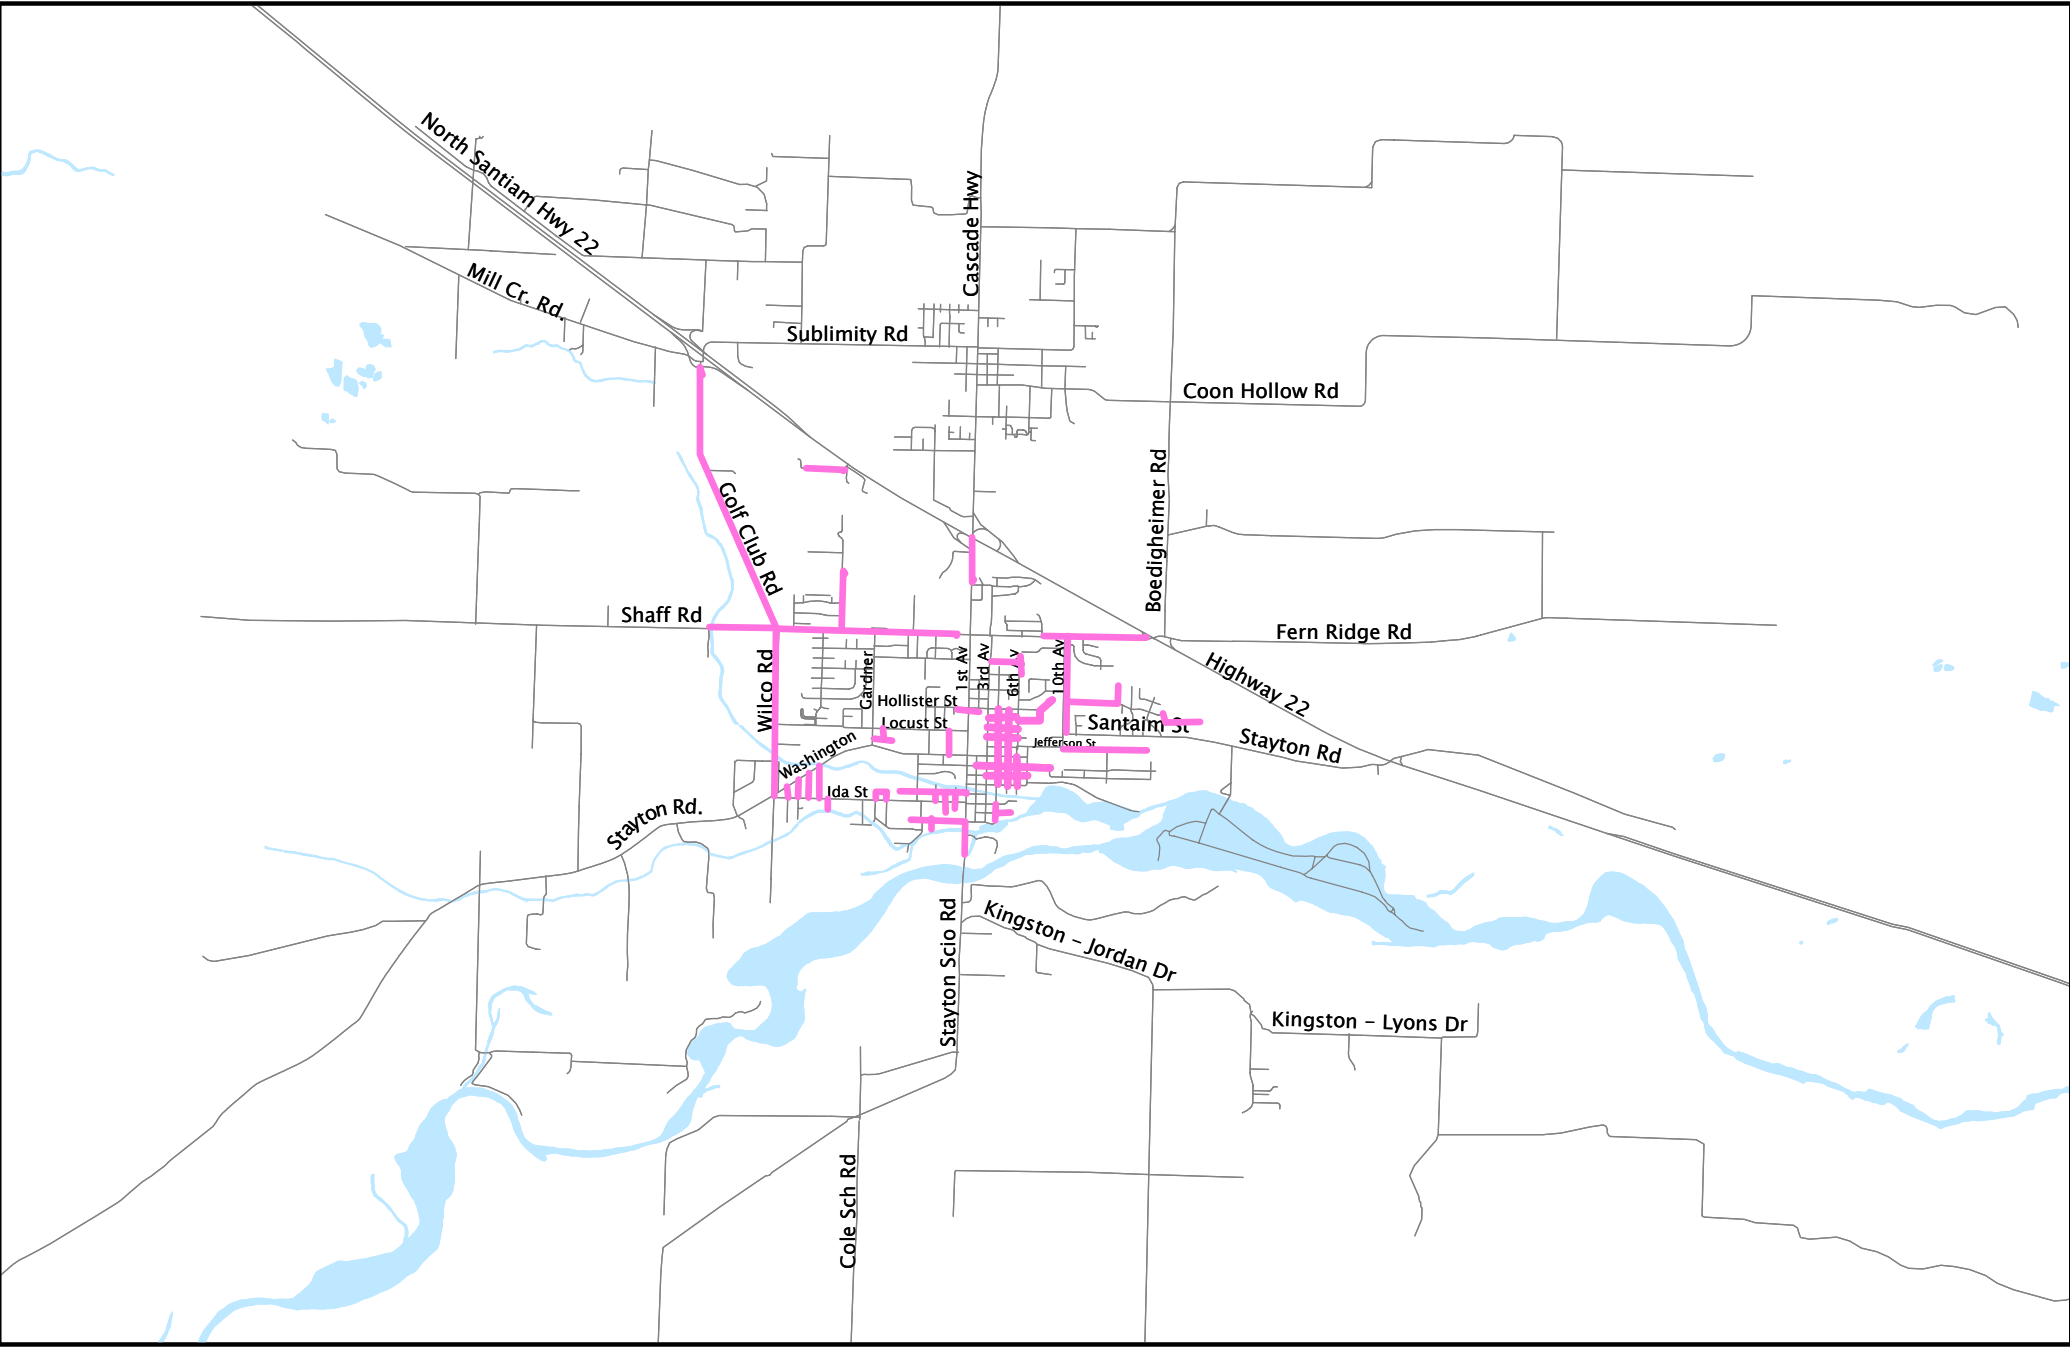 North Santiam Hwy 22
Cascade Hwy
Mill Cr. Rd.
Sublimity Rd
Coon Hollow Rd
Boedigheimer Rd
Golf Club Rd
Shaff Rd
Fern Ridge Rd
Wilco Rd
Gardner
1st Av
3rd Av
6th Av
10th Av
Highway 22
Hollister St
Locust St
Santaim St
Jefferson St
Stayton Rd
Washington
Ida St
Stayton Rd.
Stayton Scio Rd
Kingston - Jordan Dr
Kingston - Lyons Dr
Cole Sch Rd